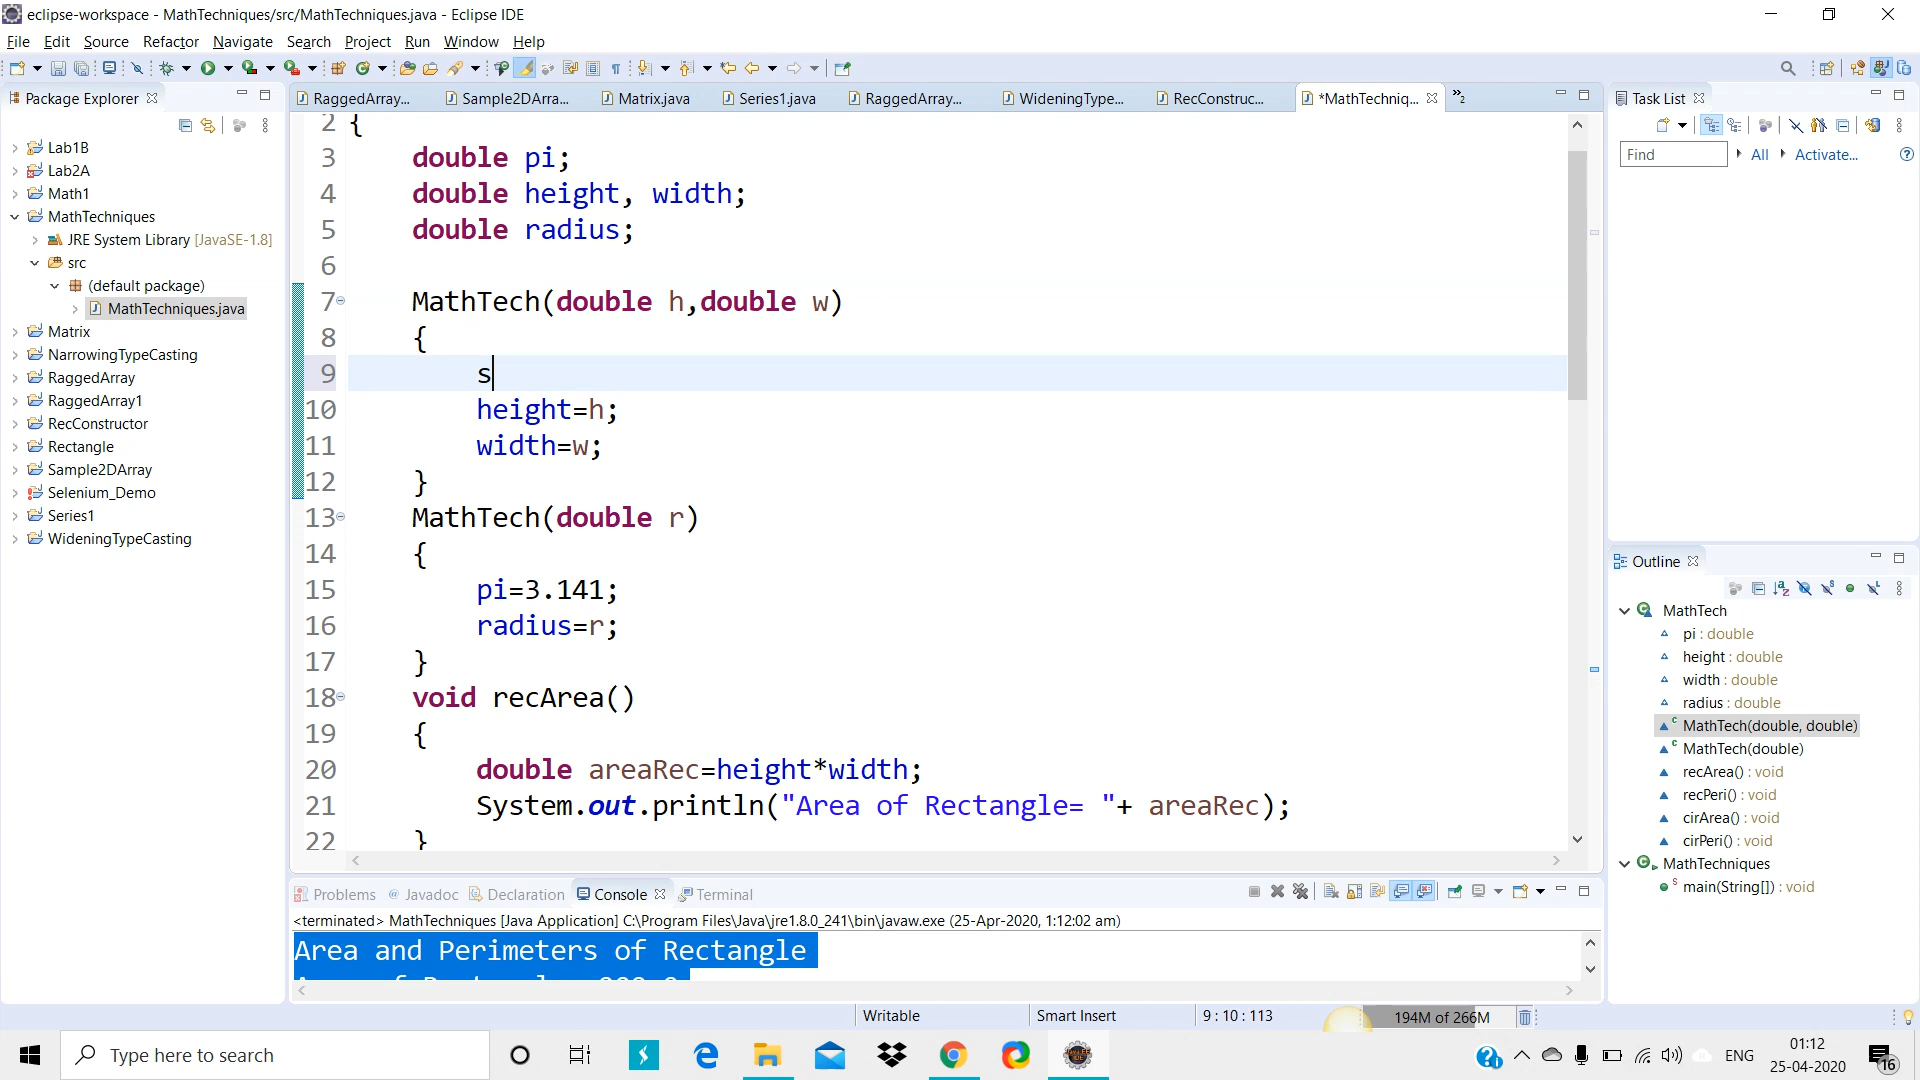 eclipse-workspace - MathTechniques/src/MathTechniques.java - Eclipse IDE
File Edit Source Refactor Navigate Search Project Run Window Help
Package Explorer
Lab1B
Lab2A
Math1
MathTechniques
JRE System Library [JavaSE-1.8]
src
(default package)
MathTechniques.java
Matrix
NarrowingTypeCasting
RaggedArray
RaggedArray1
RecConstructor
Rectangle
Sample2DArray
Selenium_Demo
Series1
WideningTypeCasting
RaggedArray... Sample2DArra... Matrix.java Series1.java RaggedArray... WideningType... RecConstruc... *MathTechniq... »2
2 {
3 double pi;
4 double height, width;
5 double radius;
6
7 MathTech(double h,double w)
8 {
9 s
10 height=h;
11 width=w;
12 }
13 MathTech(double r)
14 {
15 pi=3.141;
16 radius=r;
17 }
18 void recArea()
19 {
20 double areaRec=height*width;
21 System.out.println("Area of Rectangle= "+ areaRec);
22 }
Problems Javadoc Declaration Console Terminal
<terminated> MathTechniques [Java Application] C:\Program Files\Java\jre1.8.0_241\bin\javaw.exe (25-Apr-2020, 1:12:02 am)
Area and Perimeters of Rectangle
Task List
Find All Activate...
Outline
MathTech
pi : double
height : double
width : double
radius : double
MathTech(double, double)
MathTech(double)
recArea() : void
recPeri() : void
cirArea() : void
cirPeri() : void
MathTechniques
main(String[]) : void
Writable Smart Insert 9 : 10 : 113 194M of 266M
Type here to search
ENG
01:12
25-04-2020
16